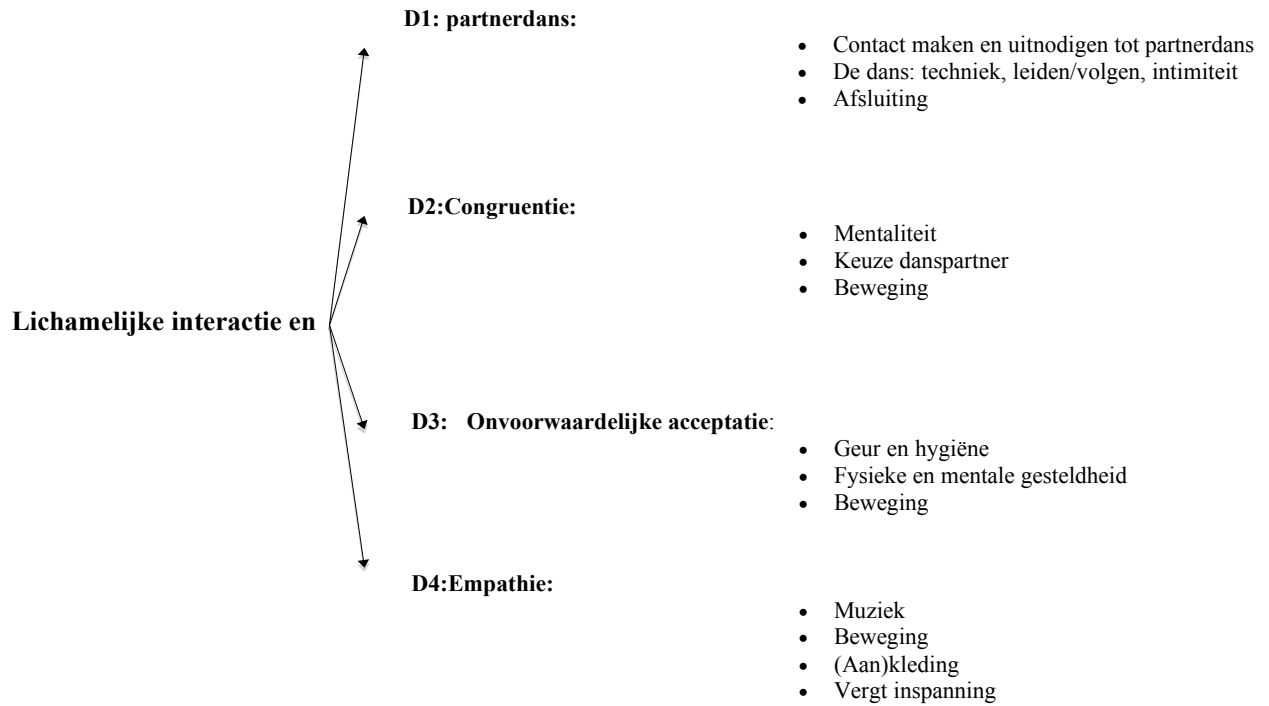 D1: partnerdans:
• Contact maken en uitnodigen tot partnerdans
• De dans: techniek, leiden/volgen, intimiteit
• Afsluiting
D2:Congruentie:
• Mentaliteit
• Keuze danspartner
• Beweging
Lichamelijke interactie en
D3: Onvoorwaardelijke acceptatie:
• Geur en hygiëne
• Fysieke en mentale gesteldheid
• Beweging
D4:Empathie:
• Muziek
• Beweging
• (Aan)kleding
• Vergt inspanning